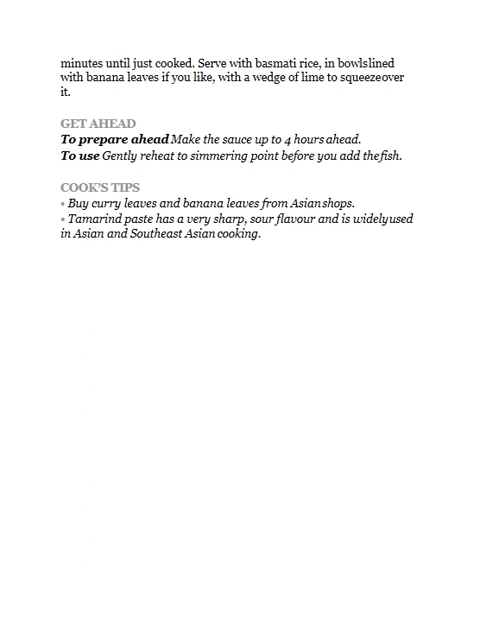 minutes until just cooked. Serve with basmati rice, in bowlslined
with banana leaves if you like, with a wedge of lime to squeezeover
it.
GET AHEAD
To prepare ahead Make the sauce up to 4 hours ahead.
To use Gently reheat to simmering point before you add thefish.
COOK'S TIPS
• Buy curry leaves and banana leaves from Asianshops.
• Tamarind paste has a very sharp, sour flavour and is widelyused
in Asian and Southeast Asiancooking.